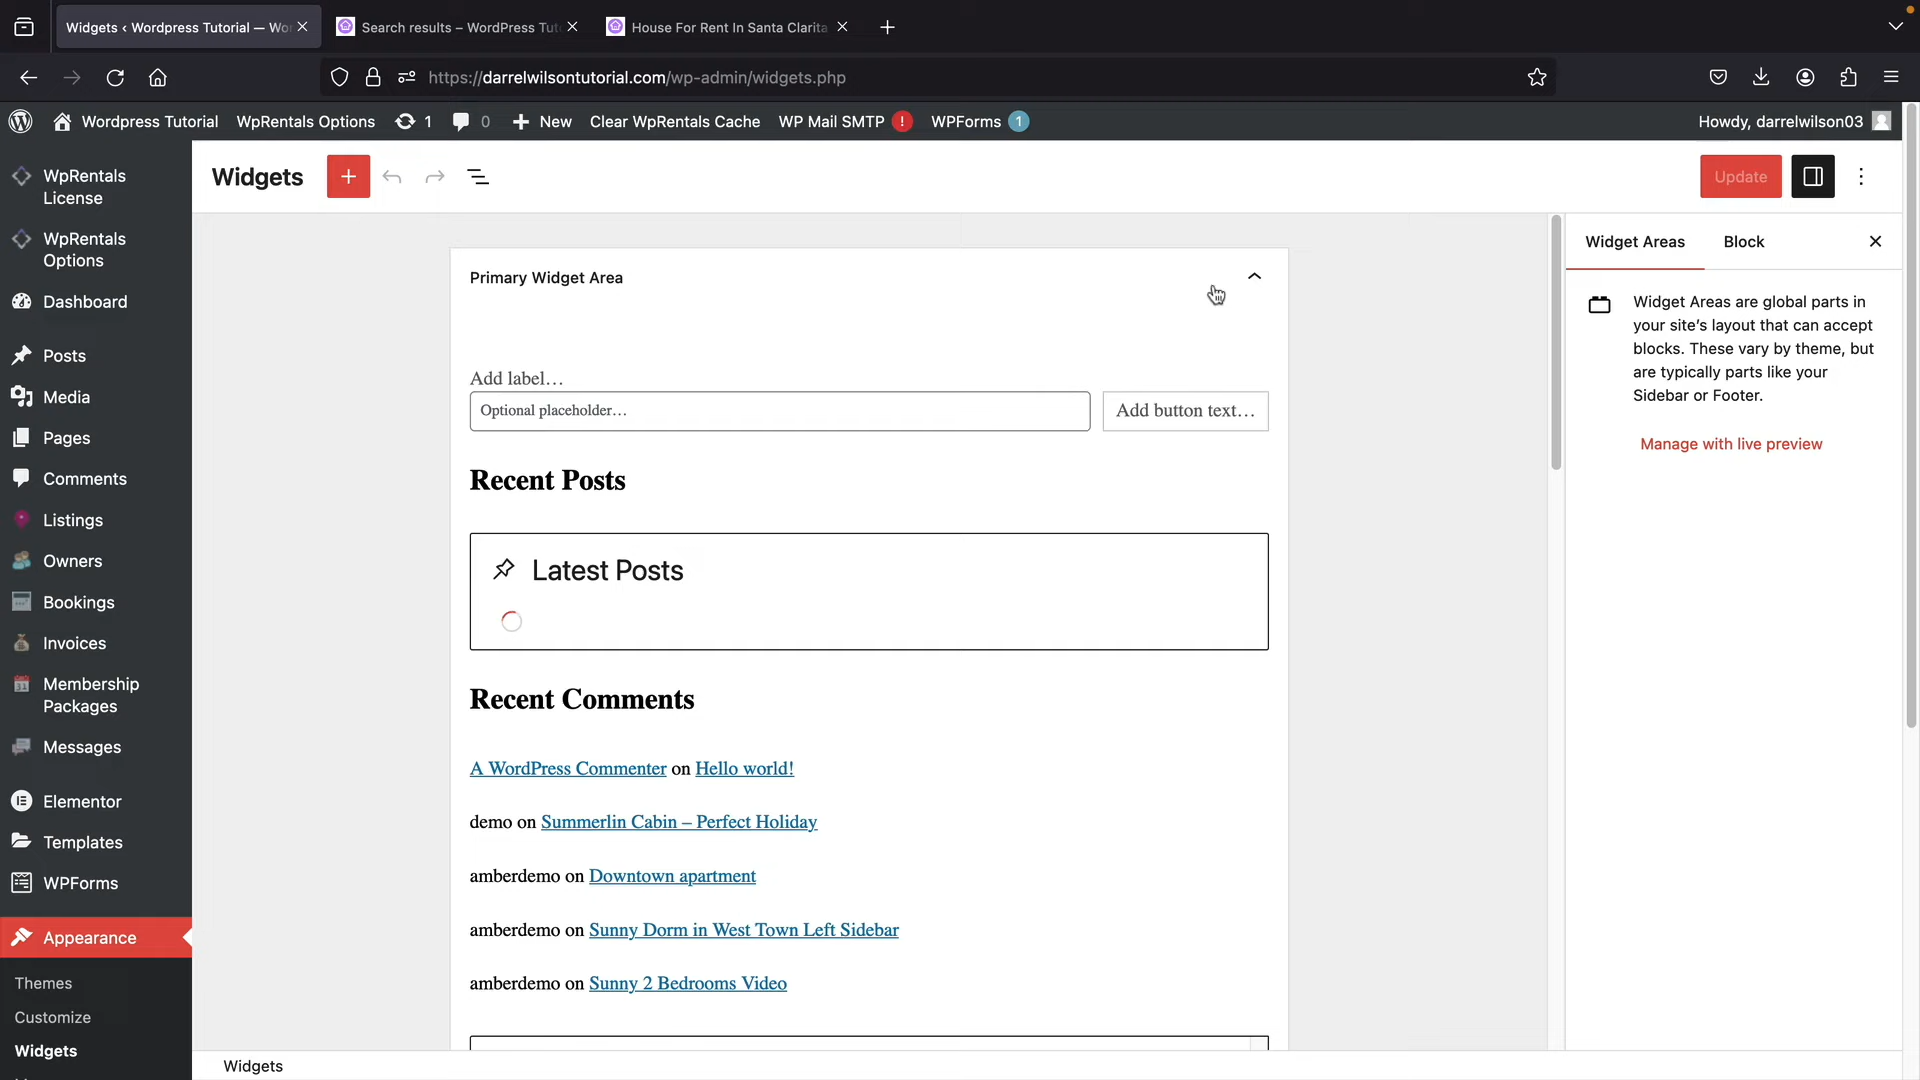 Widgets ‹ Wordpress Tutorial — Wor
Search results – WordPress Tut
House For Rent In Santa Clarita
https://darrelwilsontutorial.com/wp-admin/widgets.php
Wordpress Tutorial
WpRentals Options
1
0
New
Clear WpRentals Cache
WP Mail SMTP !
WPForms 1
Howdy, darrelwilson03
WpRentals
License
WpRentals
Options
Dashboard
Posts
Media
Pages
Comments
Listings
Owners
Bookings
Invoices
Membership
Packages
Messages
Elementor
Templates
WPForms
Appearance
Themes
Customize
Widgets
Widgets
Update
Primary Widget Area
Add label…
Optional placeholder…
Add button text…
Recent Posts
Latest Posts
Recent Comments
A WordPress Commenter on Hello world!
demo on Summerlin Cabin – Perfect Holiday
amberdemo on Downtown apartment
amberdemo on Sunny Dorm in West Town Left Sidebar
amberdemo on Sunny 2 Bedrooms Video
Widgets
Widget Areas
Block
Widget Areas are global parts in
your site’s layout that can accept
blocks. These vary by theme, but
are typically parts like your
Sidebar or Footer.
Manage with live preview